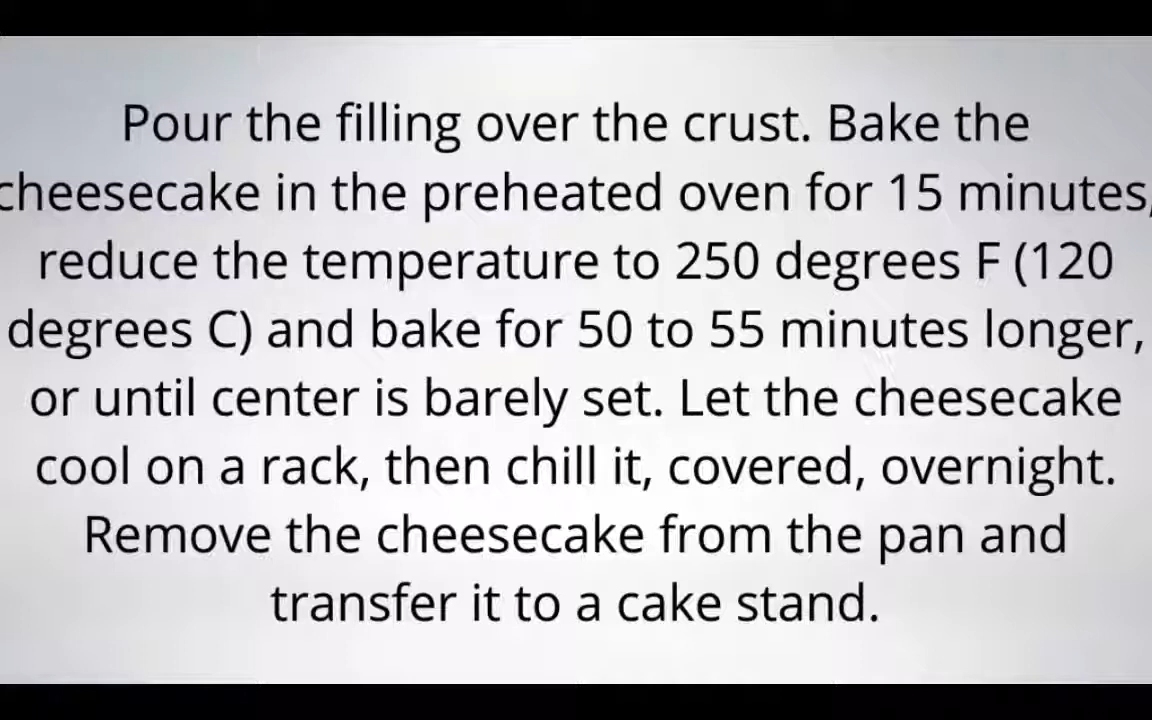 Pour the filling over the crust. Bake the
cheesecake in the preheated oven for 15 minutes,
reduce the temperature to 250 degrees F (120
degrees C) and bake for 50 to 55 minutes longer,
or until center is barely set. Let the cheesecake
cool on a rack, then chill it, covered, overnight.
Remove the cheesecake from the pan and
transfer it to a cake stand.